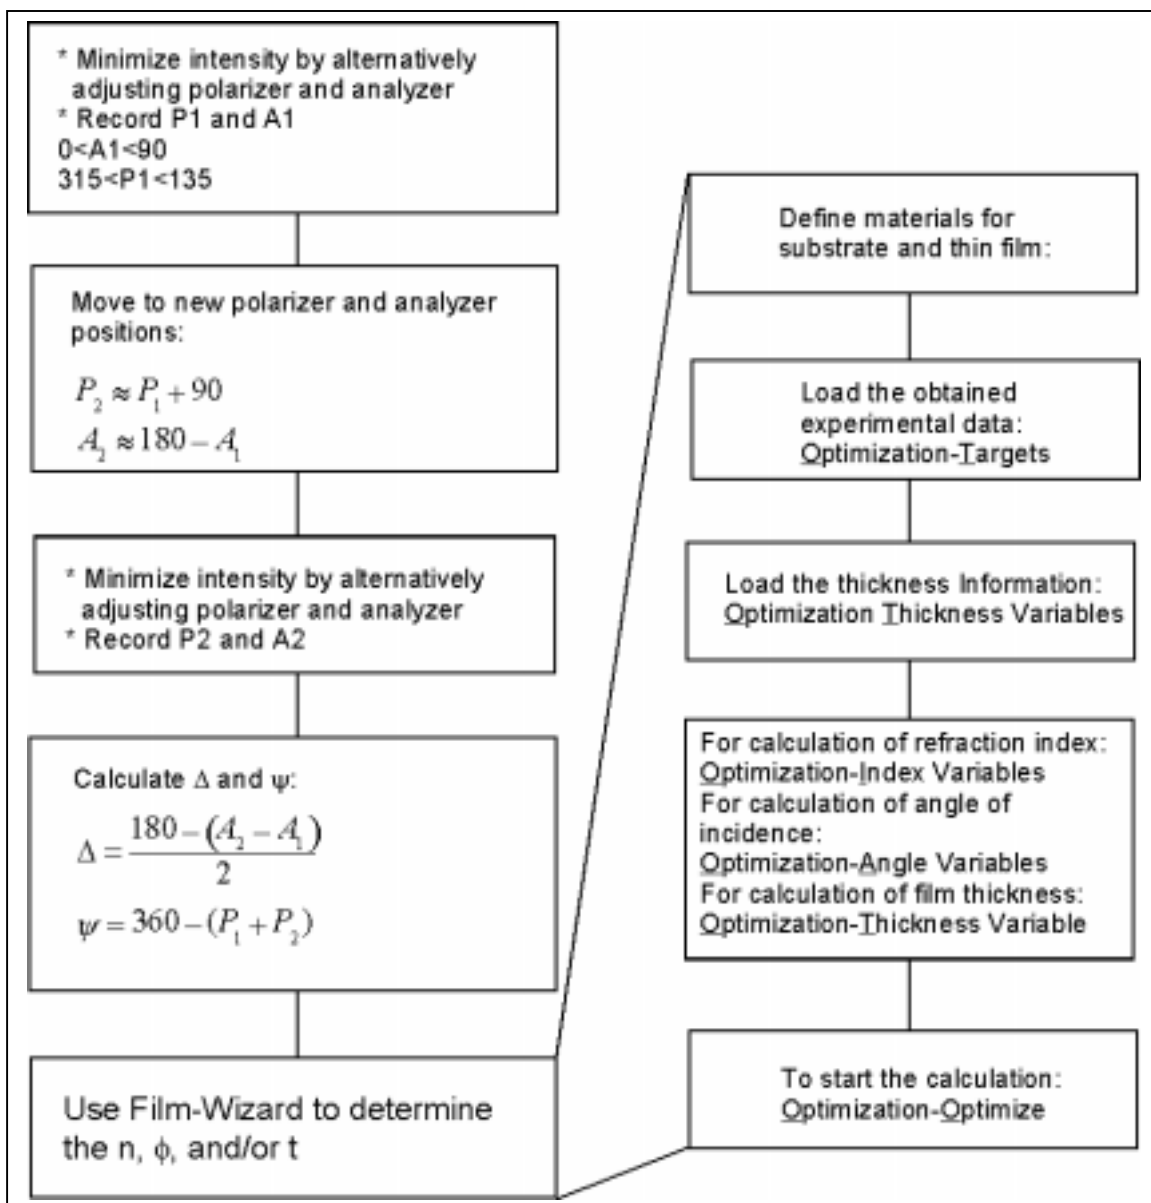 * Minimize intensity by alternatively
adjusting polarizer and analyzer
* Record P1 and A1
0<A1<90
315<P1<135
Move to new polarizer and analyzer
positions:
P₂ ≈ P₁ + 90
A₂ ≈ 180 – A₁
* Minimize intensity by alternatively
adjusting polarizer and analyzer
* Record P2 and A2
Calculate Δ and ψ:
Δ = (180 – (A₂ – A₁)) / 2
ψ = 360 – (P₁ + P₂)
Use Film-Wizard to determine
the n, ϕ, and/or t
Define materials for
substrate and thin film:
Load the obtained
experimental data:
Optimization-Targets
Load the thickness Information:
Optimization Thickness Variables
For calculation of refraction index:
Optimization-Index Variables
For calculation of angle of
incidence:
Optimization-Angle Variables
For calculation of film thickness:
Optimization-Thickness Variable
To start the calculation:
Optimization-Optimize